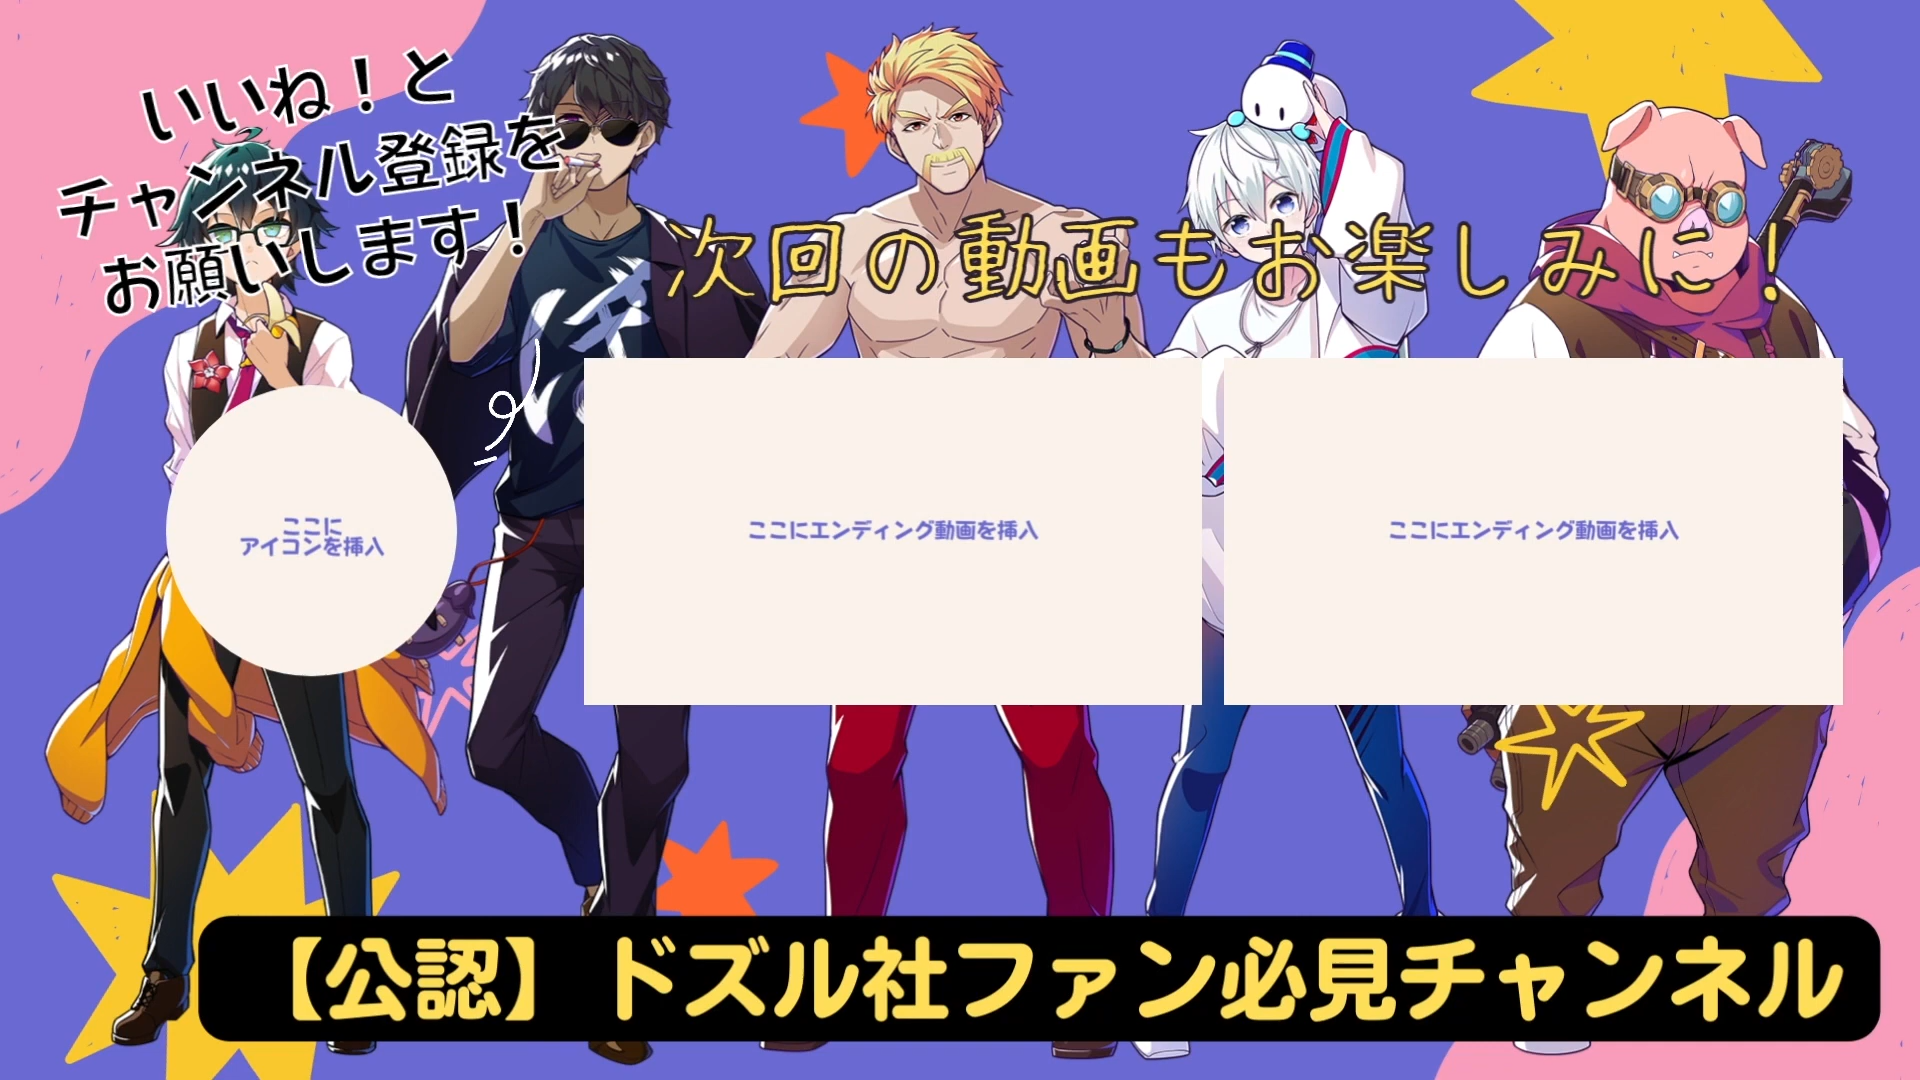 いいね！と
チャンネル登録を
お願いします！
次回の動画もお楽しみに！
ここに
アイコンを挿入
ここにエンディング動画を挿入
ここにエンディング動画を挿入
【公認】ドズル社ファン必見チャンネル